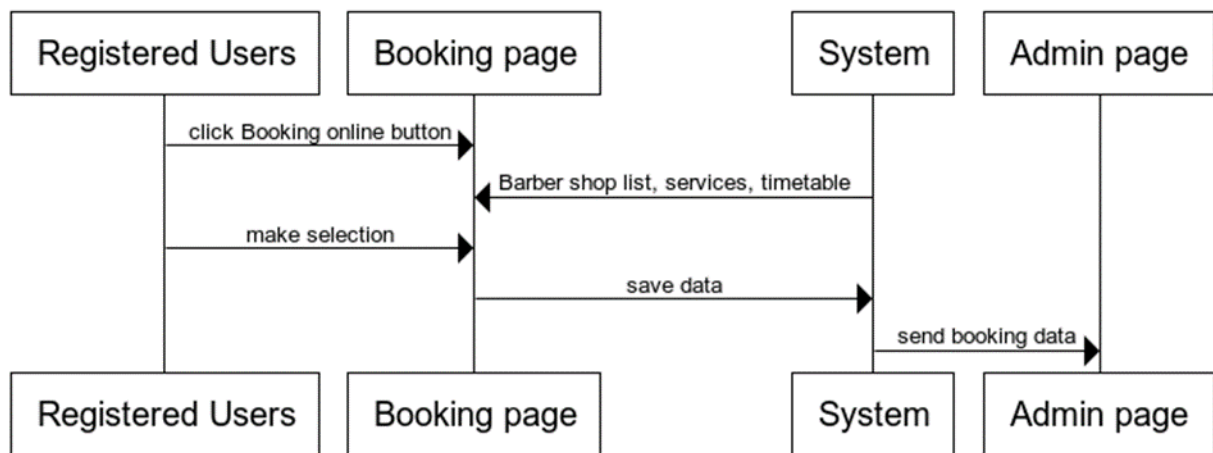 Registered Users
Booking page
System
Admin page
click Booking online button
Barber shop list, services, timetable
make selection
save data
send booking data
Registered Users
Booking page
System
Admin page